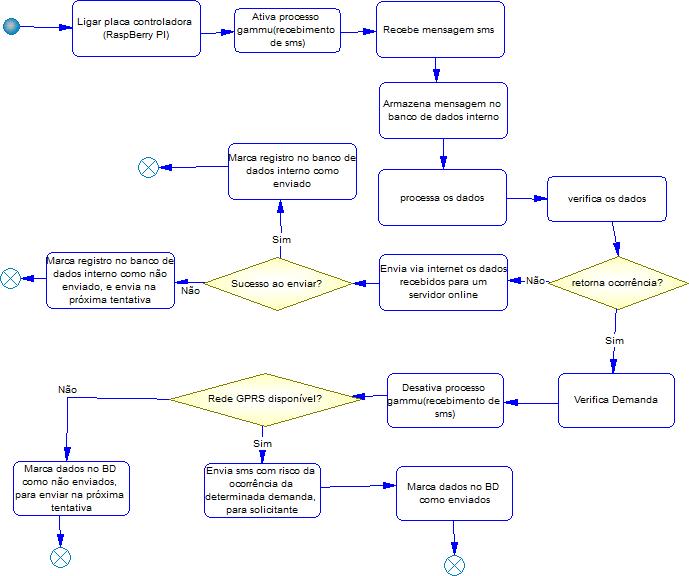 Ligar placa controladora
(RaspBerry PI)
Ativa processo
gammu(recebimento
de sms)
Recebe mensagem sms
Armazena mensagem no
banco de dados interno
processa os dados
verifica os dados
retorna ocorrência?
Não
Envia via internet os dados
recebidos para um
servidor online
Sucesso ao enviar?
Sim
Marca registro no banco de
dados interno como
enviado
Não
Marca registro no banco de
dados interno como não
enviado, e envia na
próxima tentativa
Sim
Verifica Demanda
Desativa processo
gammu(recebimento de
sms)
Rede GPRS disponível?
Não
Marca dados no BD
como não enviados,
para enviar na próxima
tentativa
Sim
Envia sms com risco da
ocorrência da
determinada demanda,
para solicitante
Marca dados no BD
como enviados